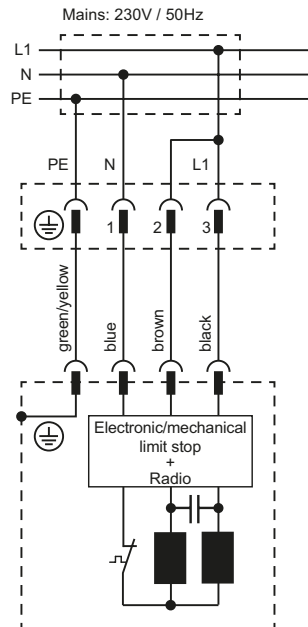 Mains: 230V / 50Hz
L1
N
PE
PE N L1
1 2 3
green/yellow
blue
brown
black
Electronic/mechanical
limit stop
+
Radio